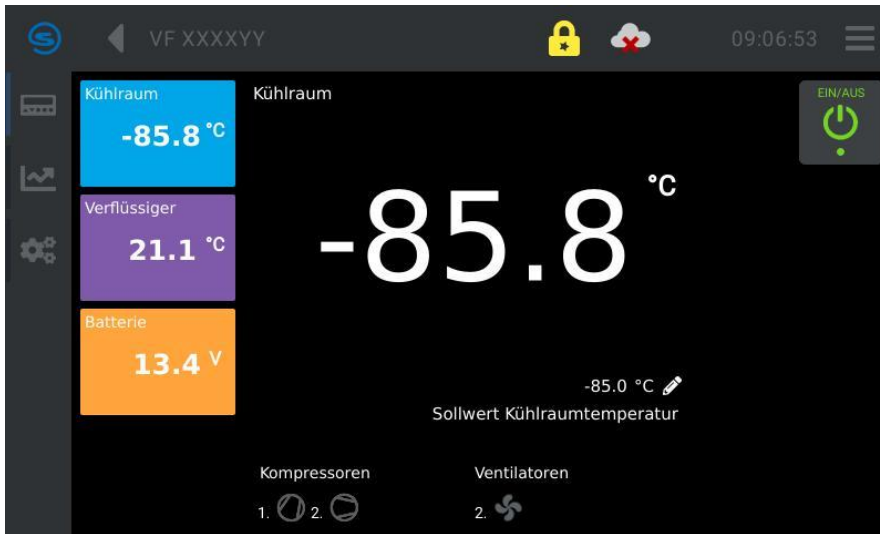 VF XXXXYY
09:06:53
Kühlraum
-85.8 °C
Verflüssiger
21.1 °C
Batterie
13.4 V
Kühlraum
-85.8 °C
-85.0 °C
Sollwert Kühlraumtemperatur
EIN/AUS
Kompressoren
1. 2.
Ventilatoren
2.